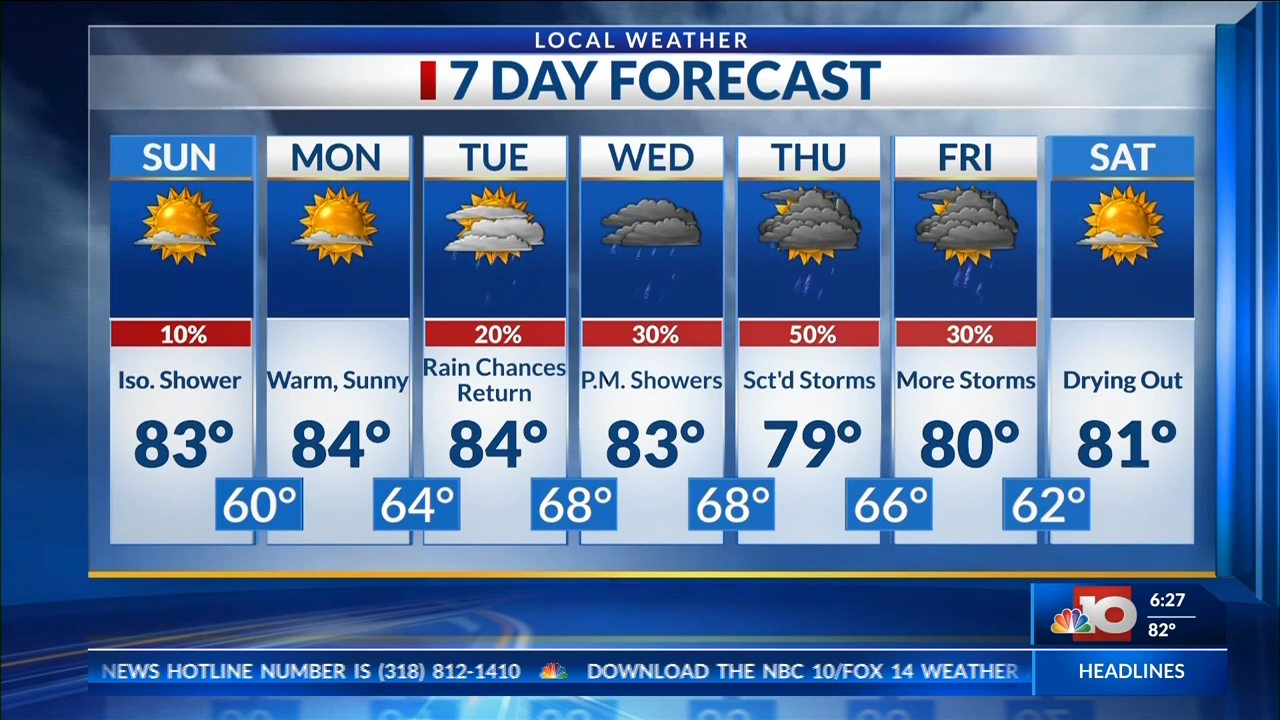 LOCAL WEATHER
7 DAY FORECAST
SUN MON TUE WED THU FRI SAT
10% 20% 30% 50% 30%
Iso. Shower Warm, Sunny Rain Chances P.M. Showers Sct'd Storms More Storms Drying Out
Return
83° 84° 84° 83° 79° 80° 81°
60° 64° 68° 68° 66° 62°
10 6:27
82°
NEWS HOTLINE NUMBER IS (318) 812-1410 DOWNLOAD THE NBC 10/FOX 14 WEATHER HEADLINES